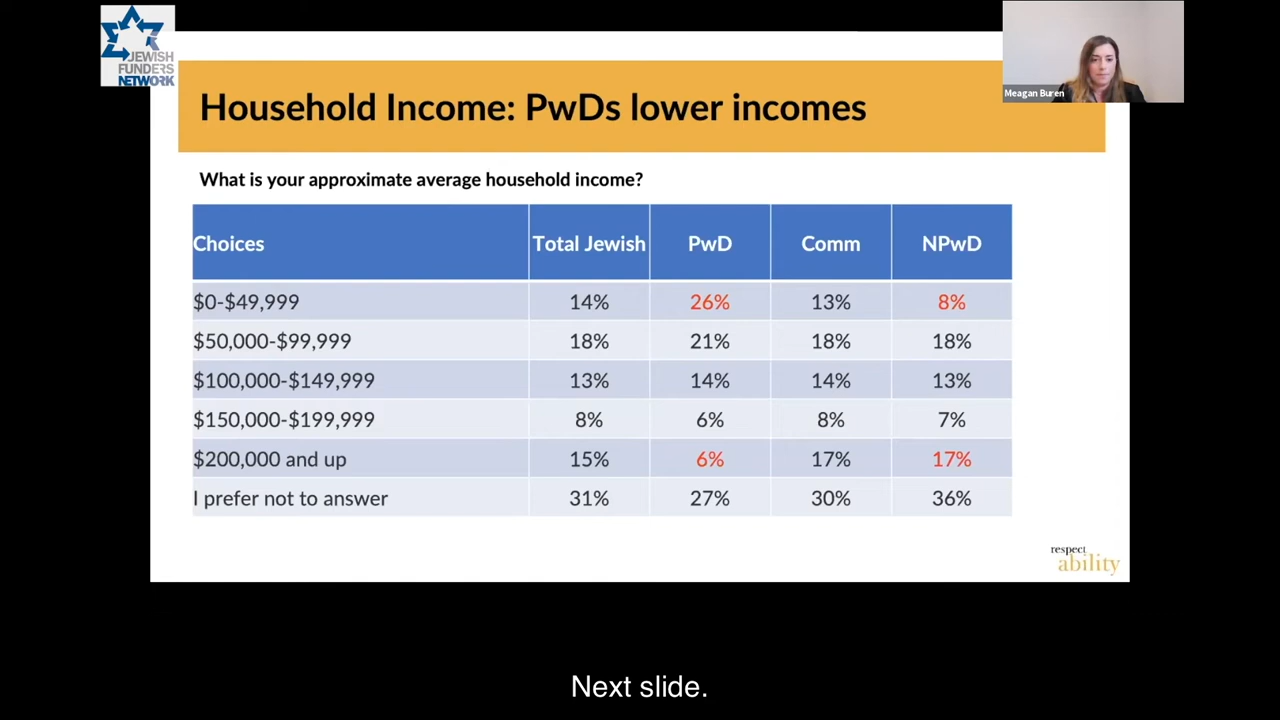 JEWISH
FUNDERS
NETWORK
Meagan Buren
Household Income: PwDs lower incomes
What is your approximate average household income?
Choices Total Jewish PwD Comm NPwD
$0-$49,999 14% 26% 13% 8%
$50,000-$99,999 18% 21% 18% 18%
$100,000-$149,999 13% 14% 14% 13%
$150,000-$199,999 8% 6% 8% 7%
$200,000 and up 15% 6% 17% 17%
I prefer not to answer 31% 27% 30% 36%
respect
ability
Next slide.